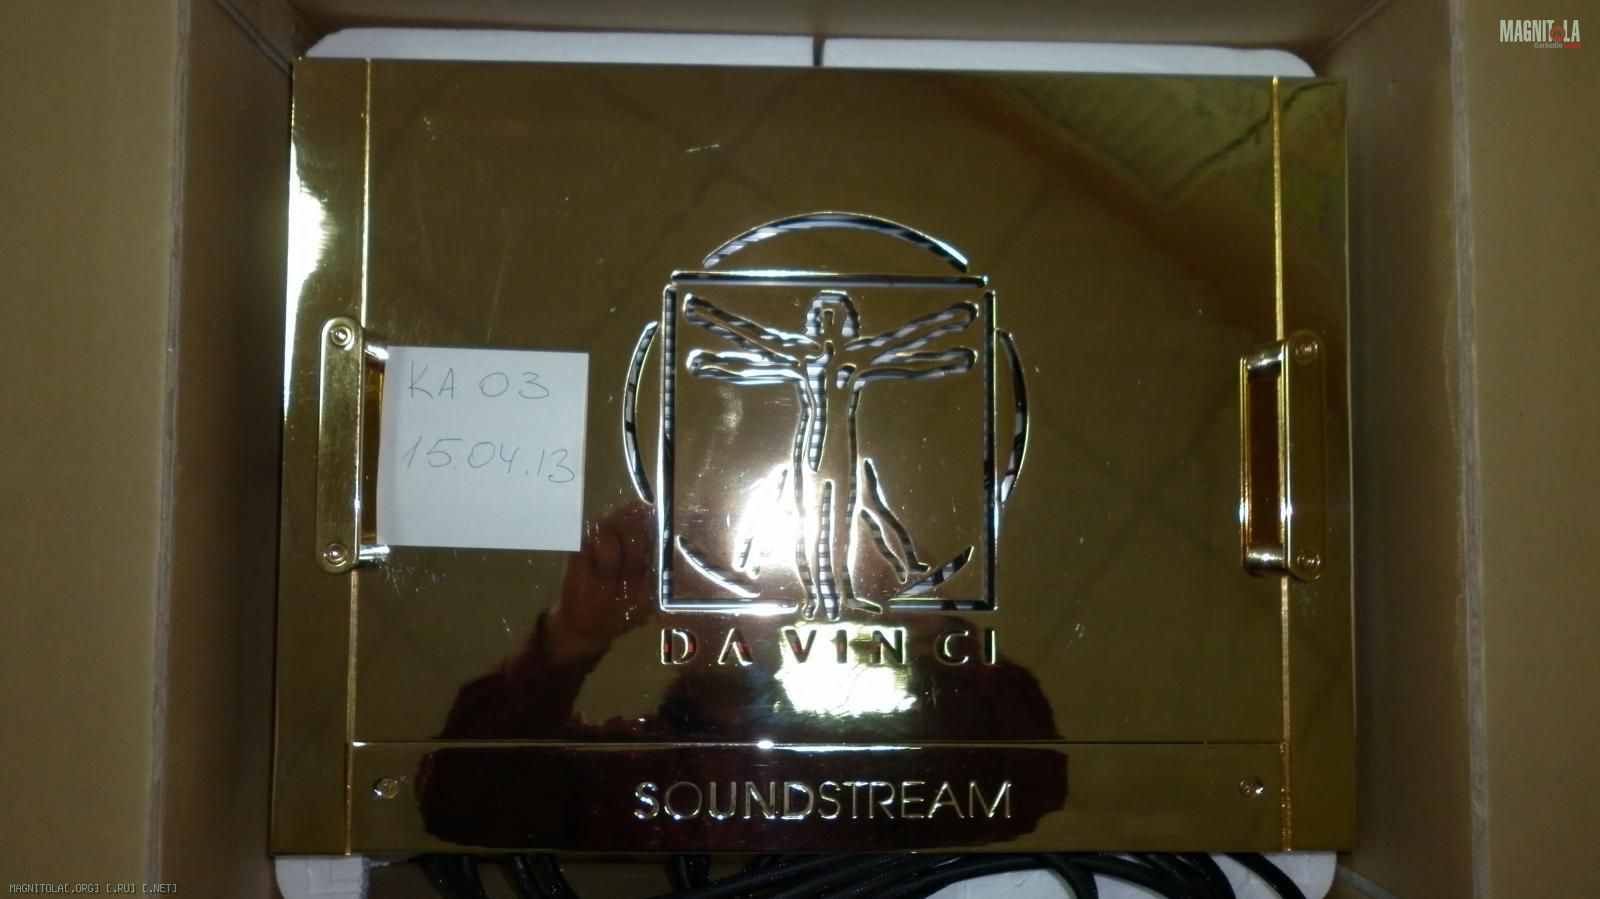 MAGNITOLA
KA 03
15.04.13
DA VINCI
SOUNDSTREAM
MAGNITOLA[.ORG] [.RU] [.NET]